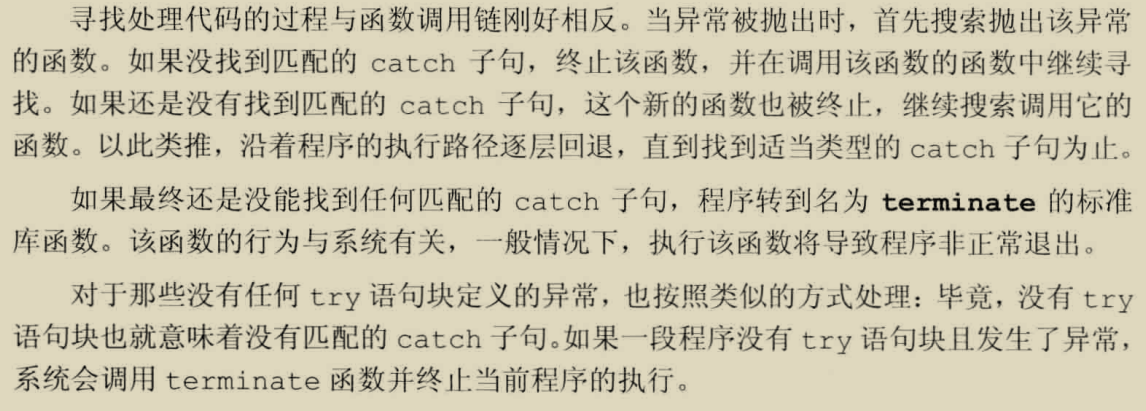 寻找处理代码的过程与函数调用链刚好相反。当异常被抛出时，首先搜索抛出该异常
的函数。如果没找到匹配的 catch 子句，终止该函数，并在调用该函数的函数中继续寻
找。如果还是没有找到匹配的 catch 子句，这个新的函数也被终止，继续搜索调用它的
函数。以此类推，沿着程序的执行路径逐层回退，直到找到适当类型的 catch 子句为止。
如果最终还是没能找到任何匹配的 catch 子句，程序转到名为 terminate 的标准
库函数。该函数的行为与系统有关，一般情况下，执行该函数将导致程序非正常退出。
对于那些没有任何 try 语句块定义的异常，也按照类似的方式处理：毕竟，没有 try
语句块也就意味着没有匹配的 catch 子句。如果一段程序没有 try 语句块且发生了异常，
系统会调用 terminate 函数并终止当前程序的执行。